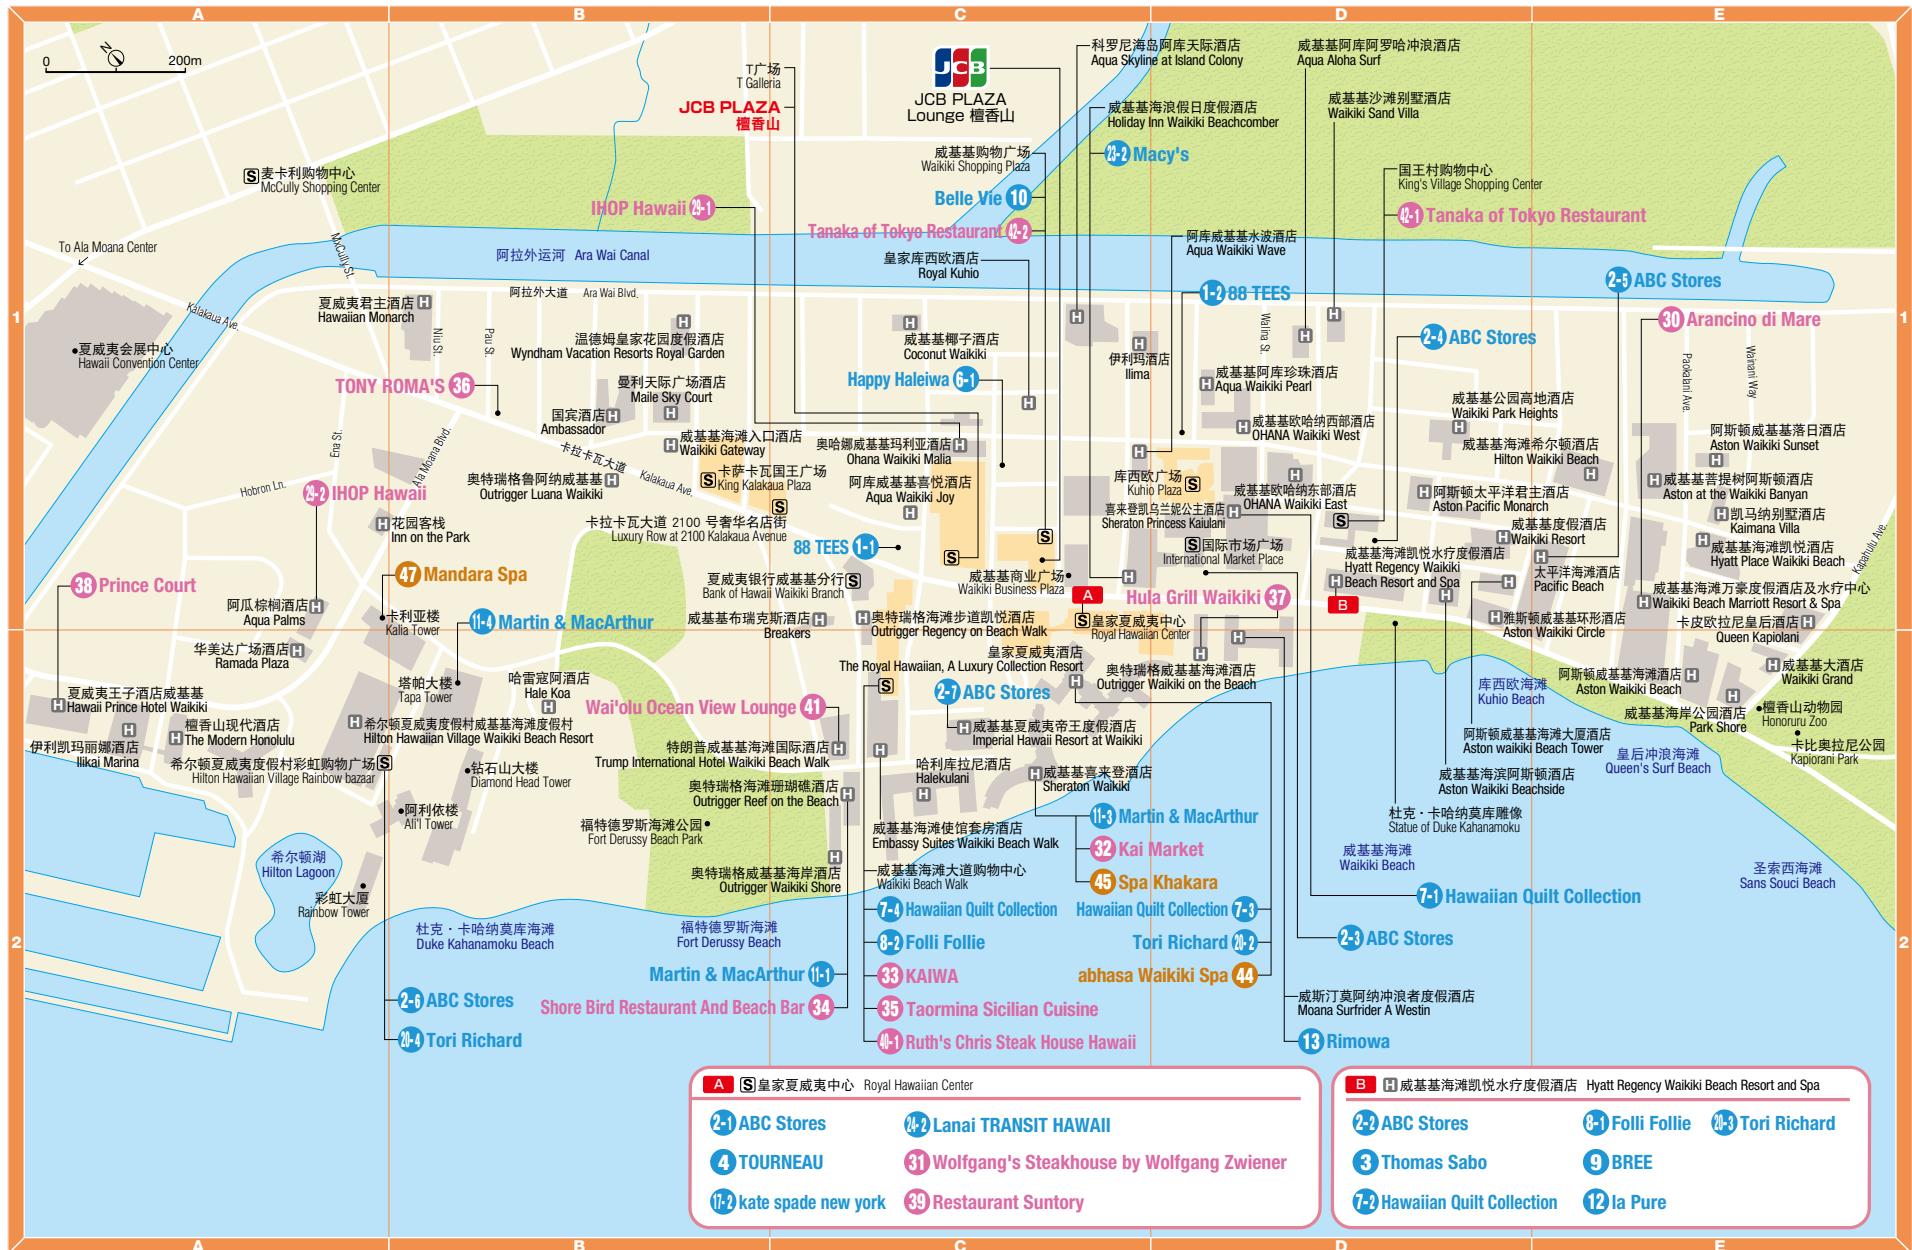 A
B
C
D
E
N
0
200m
T广场
T Galleria
JCB PLAZA
檀香山
JCB
JCB PLAZA
Lounge 檀香山
科罗尼海岛阿库天际酒店
Aqua Skyline at Island Colony
威基基阿库阿罗哈冲浪酒店
Aqua Aloha Surf
威基基海浪假日度假酒店
Holiday Inn Waikiki Beachcomber
威基基沙滩别墅酒店
Waikiki Sand Villa
威基基购物广场
Waikiki Shopping Plaza
23-2 Macy's
国王村购物中心
King's Village Shopping Center
S 麦卡利购物中心
McCully Shopping Center
Belle Vie 10
IHOP Hawaii 29-1
Tanaka of Tokyo Restaurant 42-2
42-1 Tanaka of Tokyo Restaurant
To Ala Moana Center
McCully St.
阿拉外运河 Ara Wai Canal
皇家库西欧酒店
Royal Kuhio
阿库威基基水波酒店
Aqua Waikiki Wave
阿拉外大道 Ara Wai Blvd.
1-2 88 TEES
2-5 ABC Stores
Kalakaua Ave.
夏威夷君主酒店 H
Hawaiian Monarch
1
1
Niu St.
Pau St.
温德姆皇家花园度假酒店
Wyndham Vacation Resorts Royal Garden
威基基椰子酒店
Coconut Waikiki
Walina St.
30 Arancino di Mare
2-4 ABC Stores
夏威夷会展中心
Hawaii Convention Center
伊利玛酒店
Ilima
Paokalani Ave.
Wainani Way
TONY ROMA'S 36
曼利天际广场酒店
Maile Sky Court
Happy Haleiwa 6-1
威基基阿库珍珠酒店
Aqua Waikiki Pearl
国宾酒店 H
Ambassador
威基基公园高地酒店
Waikiki Park Heights
Ena St.
Ala Moana Blvd.
卡拉卡瓦大道
Kalakaua Ave.
威基基海滩入口酒店
Waikiki Gateway
奥哈娜威基基玛利亚酒店
Ohana Waikiki Malia
威基基欧哈纳西部酒店
OHANA Waikiki West
威基基海滩希尔顿酒店
Hilton Waikiki Beach
阿斯顿威基基落日酒店
Aston Waikiki Sunset
Hobron Ln.
29-2 IHOP Hawaii
奥特瑞格鲁阿纳威基基 H
Outrigger Luana Waikiki
S 卡萨卡瓦国王广场
King Kalakaua Plaza
阿库威基基喜悦酒店
Aqua Waikiki Joy
库西欧广场
Kuhio Plaza
威基基欧哈纳东部酒店
OHANA Waikiki East
阿斯顿太平洋君主酒店
Aston Pacific Monarch
威基基菩提树阿斯顿酒店
Aston at the Waikiki Banyan
花园客栈
Inn on the Park
卡拉卡瓦大道 2100 号奢华名店街
Luxury Row at 2100 Kalakaua Avenue
喜来登凯乌兰妮公主酒店
Sheraton Princess Kaiulani
威基基度假酒店
Waikiki Resort
凯马纳别墅酒店
Kaimana Villa
Kapahulu Ave.
88 TEES 1-1
S 国际市场广场
International Market Place
威基基海滩凯悦水疗度假酒店
Hyatt Regency Waikiki
Beach Resort and Spa
太平洋海滩酒店
Pacific Beach
威基基海滩凯悦酒店
Hyatt Place Waikiki Beach
38 Prince Court
47 Mandara Spa
夏威夷银行威基基分行 S
Bank of Hawaii Waikiki Branch
威基基商业广场
Waikiki Business Plaza
A
B
Hula Grill Waikiki 37
威基基海滩万豪度假酒店及水疗中心
Waikiki Beach Marriott Resort & Spa
阿瓜棕榈酒店 H
Aqua Palms
卡利亚楼
Kalia Tower
11-4 Martin & MacArthur
威基基布瑞克斯酒店 H
Breakers
奥特瑞格海滩步道凯悦酒店
Outrigger Regency on Beach Walk
S 皇家夏威夷中心
Royal Hawaiian Center
雅斯顿威基基环形酒店
Aston Waikiki Circle
卡皮欧拉尼皇后酒店
Queen Kapiolani
华美达广场酒店 H
Ramada Plaza
皇家夏威夷酒店
The Royal Hawaiian, A Luxury Collection Resort
奥特瑞格威基基海滩酒店
Outrigger Waikiki on the Beach
塔帕大楼
Tapa Tower
哈雷寇阿酒店
Hale Koa
2-7 ABC Stores
库西欧海滩
Kuhio Beach
阿斯顿威基基海滩酒店
Aston Waikiki Beach
威基基大酒店
Waikiki Grand
夏威夷王子酒店威基基
Hawaii Prince Hotel Waikiki
Wai'olu Ocean View Lounge 41
威基基海岸公园酒店
Park Shore
檀香山动物园
Honoruru Zoo
檀香山现代酒店
The Modern Honolulu
希尔顿夏威夷度假村威基基海滩度假村
Hilton Hawaiian Village Waikiki Beach Resort
威基基夏威夷帝王度假酒店
Imperial Hawaii Resort at Waikiki
阿斯顿威基基海滩大厦酒店
Aston waikiki Beach Tower
伊利凯玛丽娜酒店
Ilikai Marina
特朗普威基基海滩国际酒店
Trump International Hotel Waikiki Beach Walk
皇后冲浪海滩
Queen's Surf Beach
卡比奥拉尼公园
Kapiorani Park
希尔顿夏威夷度假村彩虹购物广场 S
Hilton Hawaiian Village Rainbow bazaar
钻石山大楼
Diamond Head Tower
哈利库拉尼酒店
Halekulani
威基基喜来登酒店
Sheraton Waikiki
威基基海滨阿斯顿酒店
Aston Waikiki Beachside
奥特瑞格海滩珊瑚礁酒店
Outrigger Reef on the Beach
阿利依楼
Ali'I Tower
福特德罗斯海滩公园
Fort Derussy Beach Park
威基基海滩使馆套房酒店
Embassy Suites Waikiki Beach Walk
11-3 Martin & MacArthur
杜克・卡哈纳莫库雕像
Statue of Duke Kahanamoku
希尔顿湖
Hilton Lagoon
32 Kai Market
威基基海滩
Waikiki Beach
奥特瑞格威基基海岸酒店
Outrigger Waikiki Shore
威基基海滩大道购物中心
Waikiki Beach Walk
45 Spa Khakara
圣索西海滩
Sans Souci Beach
彩虹大厦
Rainbow Tower
7-4 Hawaiian Quilt Collection
Hawaiian Quilt Collection 7-3
7-1 Hawaiian Quilt Collection
杜克・卡哈纳莫库海滩
Duke Kahanamoku Beach
福特德罗斯海滩
Fort Derussy Beach
2
2
8-2 Folli Follie
Tori Richard 20-2
2-3 ABC Stores
Martin & MacArthur 11-1
33 KAIWA
abhasa Waikiki Spa 44
2-6 ABC Stores
Shore Bird Restaurant And Beach Bar 34
35 Taormina Sicilian Cuisine
威斯汀莫阿纳冲浪者度假酒店
Moana Surfrider A Westin
20-4 Tori Richard
40-1 Ruth's Chris Steak House Hawaii
13 Rimowa
A S 皇家夏威夷中心 Royal Hawaiian Center
2-1 ABC Stores
24-2 Lanai TRANSIT HAWAII
4 TOURNEAU
31 Wolfgang's Steakhouse by Wolfgang Zwiener
17-2 kate spade new york
39 Restaurant Suntory
B H 威基基海滩凯悦水疗度假酒店 Hyatt Regency Waikiki Beach Resort and Spa
2-2 ABC Stores
8-1 Folli Follie
20-3 Tori Richard
3 Thomas Sabo
9 BREE
7-2 Hawaiian Quilt Collection
12 la Pure
A
B
C
D
E